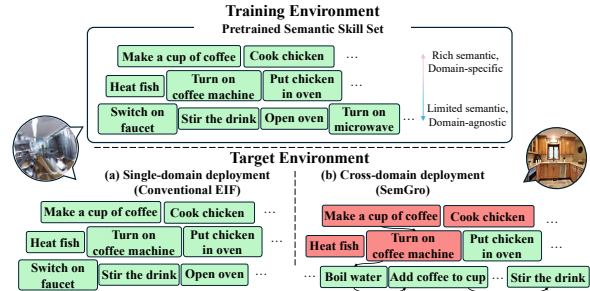 Training Environment
Pretrained Semantic Skill Set
Make a cup of coffee Cook chicken ...
Rich semantic,
Domain-specific
Heat fish Turn on coffee machine Put chicken in oven ...
Limited semantic,
Domain-agnostic
Switch on faucet Stir the drink Open oven Turn on microwave ...
Target Environment
(a) Single-domain deployment
(Conventional EIF)
Make a cup of coffee Cook chicken ...
Heat fish Turn on coffee machine Put chicken in oven ...
Switch on faucet Stir the drink Open oven ...
(b) Cross-domain deployment
(SemGro)
Make a cup of coffee Cook chicken ...
Heat fish Turn on coffee machine Put chicken in oven ...
Boil water Add coffee to cup ... Stir the drink